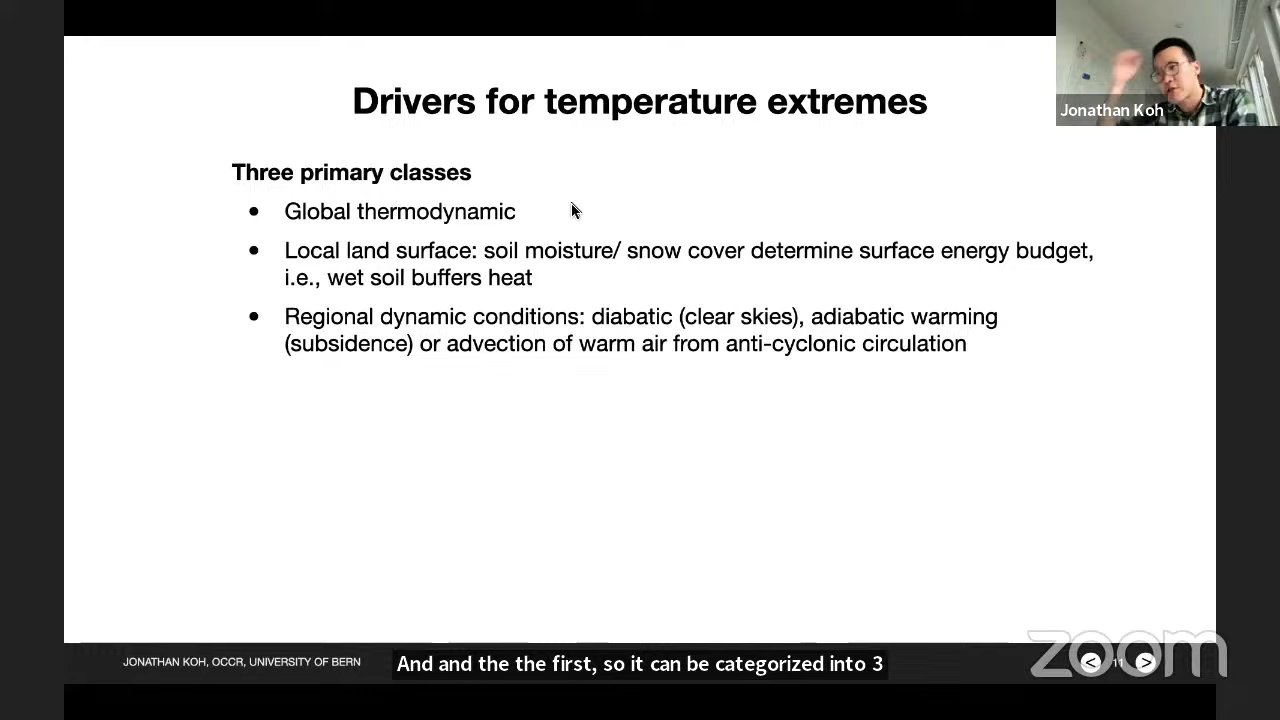 Drivers for temperature extremes
Jonathan Koh
Three primary classes
• Global thermodynamic
• Local land surface: soil moisture/ snow cover determine surface energy budget,
i.e., wet soil buffers heat
• Regional dynamic conditions: diabatic (clear skies), adiabatic warming
(subsidence) or advection of warm air from anti-cyclonic circulation
JONATHAN KOH, OCCR, UNIVERSITY OF BERN
And and the the first, so it can be categorized into 3
11
zoom